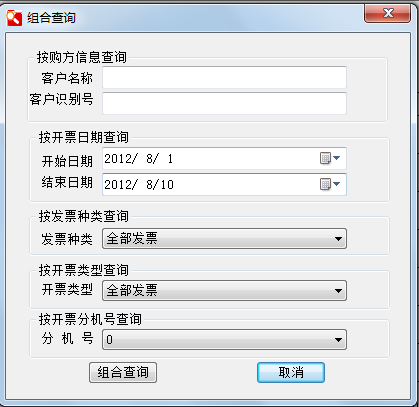 组合查询
按购方信息查询
客户名称
客户识别号
按开票日期查询
开始日期 2012/ 8/ 1
结束日期 2012/ 8/10
按发票种类查询
发票种类 全部发票
按开票类型查询
开票类型 全部发票
按开票分机号查询
分 机 号 0
组合查询 取消